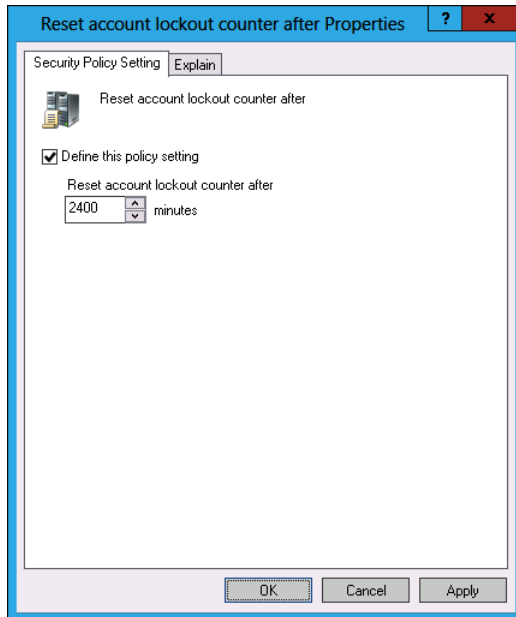 Reset account lockout counter after Properties
? x
Security Policy Setting Explain
Reset account lockout counter after
Define this policy setting
Reset account lockout counter after
2400 minutes
OK Cancel Apply